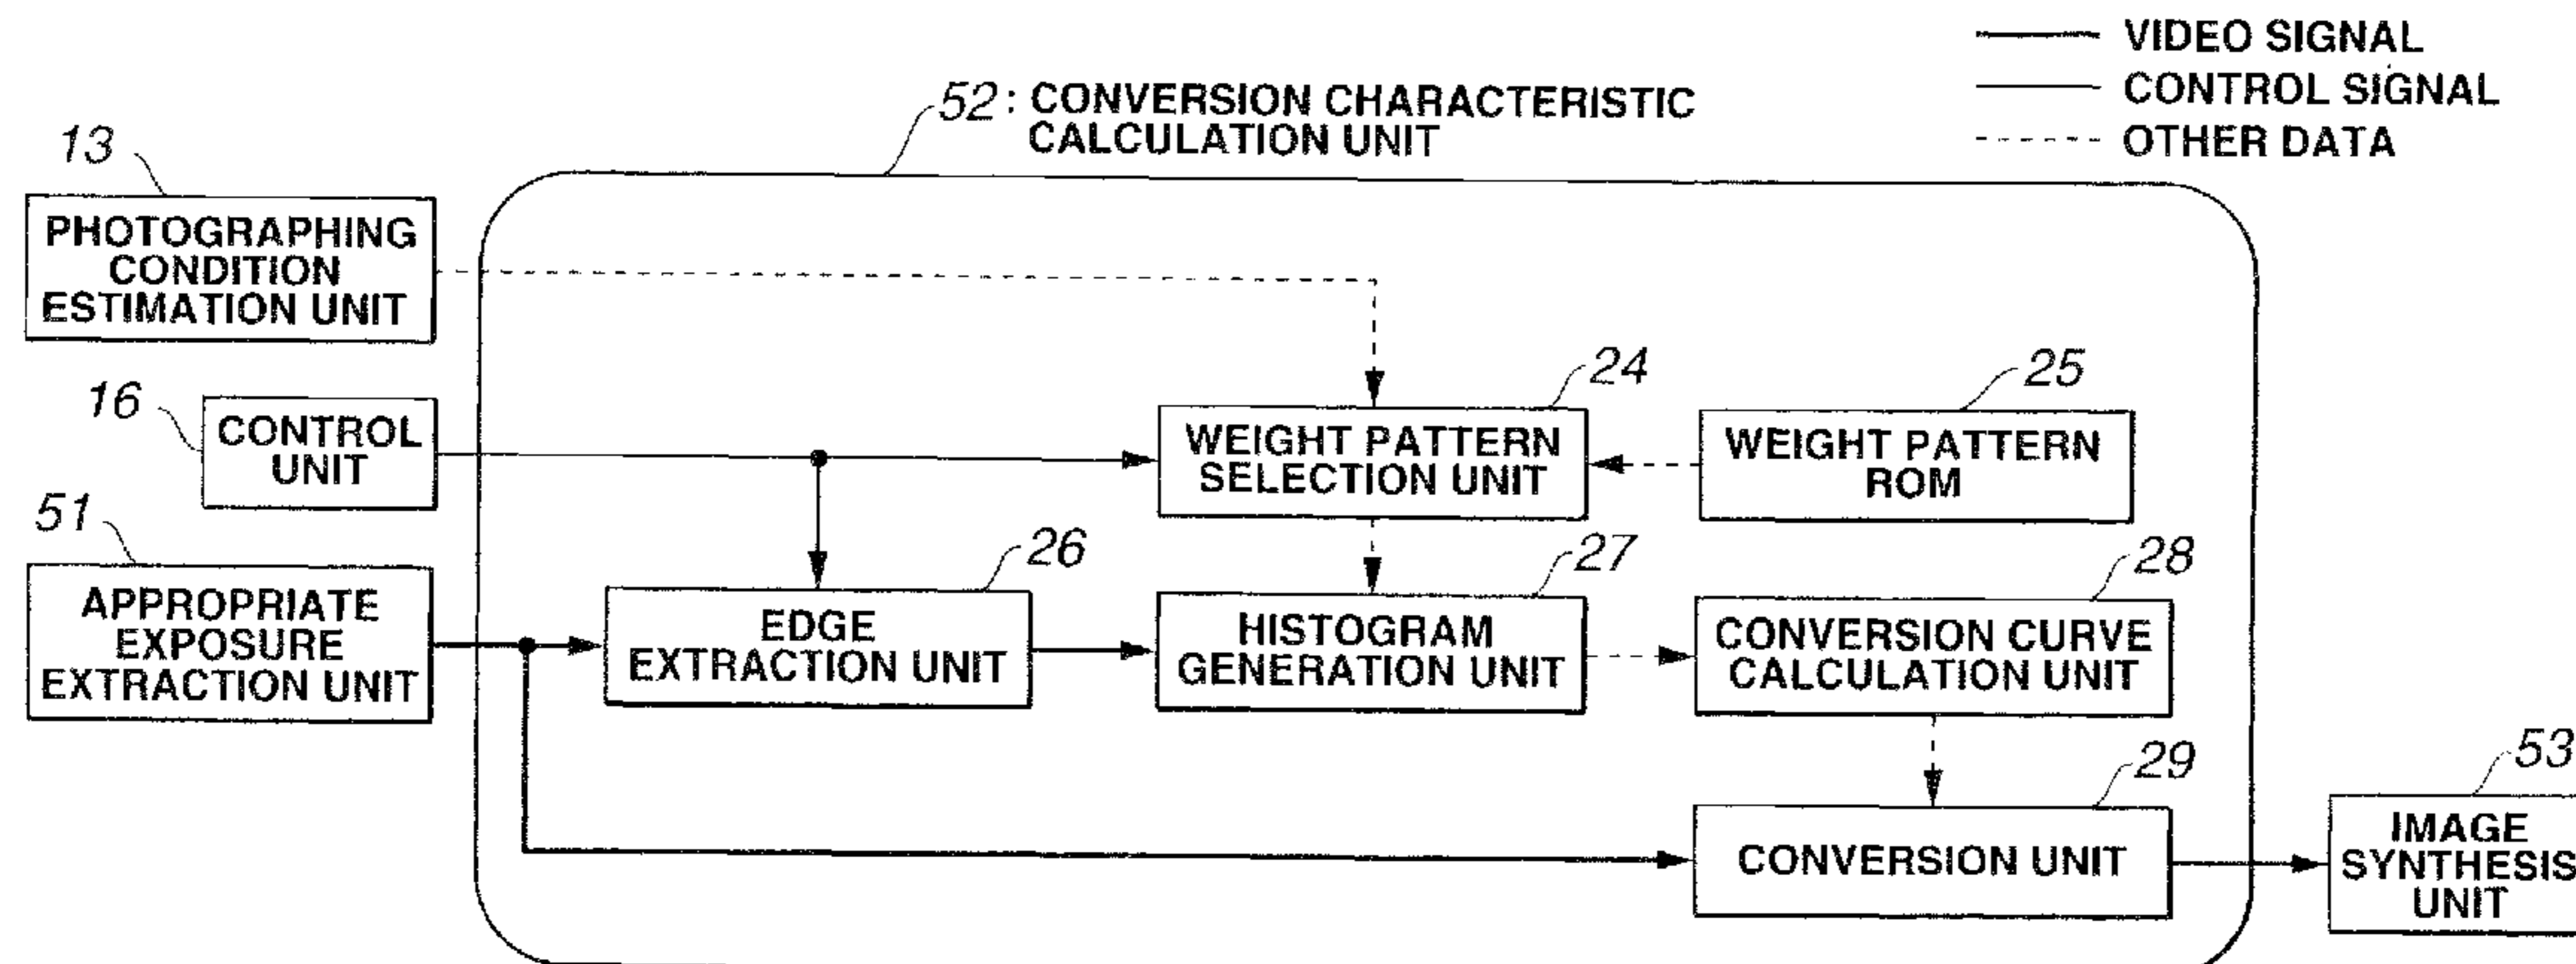 VIDEO SIGNAL
CONTROL SIGNAL
OTHER DATA
52: CONVERSION CHARACTERISTIC
CALCULATION UNIT
13
PHOTOGRAPHING
CONDITION
ESTIMATION UNIT
16
CONTROL
UNIT
24
WEIGHT PATTERN
SELECTION UNIT
25
WEIGHT PATTERN
ROM
51
APPROPRIATE
EXPOSURE
EXTRACTION UNIT
26
EDGE
EXTRACTION UNIT
27
HISTOGRAM
GENERATION UNIT
28
CONVERSION CURVE
CALCULATION UNIT
29
CONVERSION UNIT
53
IMAGE
SYNTHESIS
UNIT